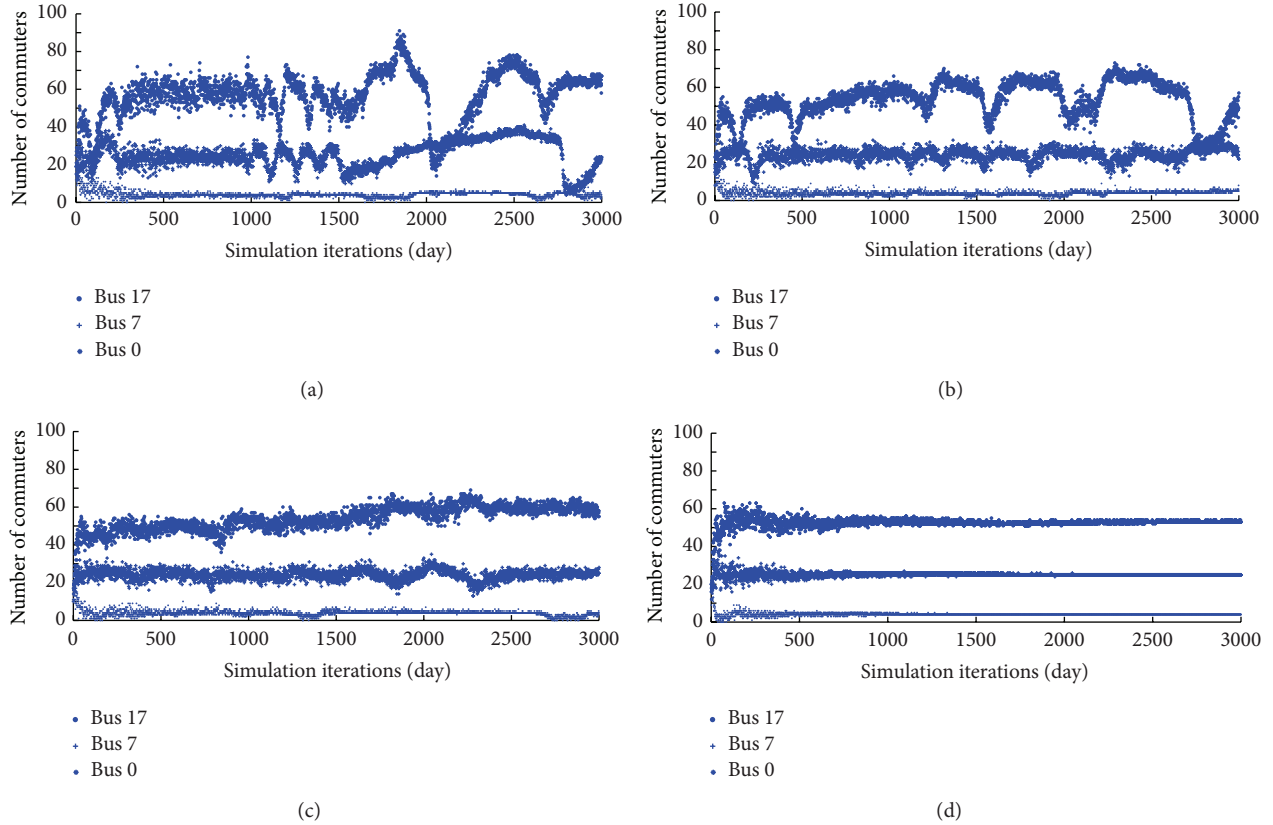 100
80
60
40
20
0
Number of commuters
0 500 1000 1500 2000 2500 3000
Simulation iterations (day)
Bus 17
Bus 7
Bus 0
(a)
100
80
60
40
20
0
Number of commuters
0 500 1000 1500 2000 2500 3000
Simulation iterations (day)
Bus 17
Bus 7
Bus 0
(b)
100
80
60
40
20
0
Number of commuters
0 500 1000 1500 2000 2500 3000
Simulation iterations (day)
Bus 17
Bus 7
Bus 0
(c)
100
80
60
40
20
0
Number of commuters
0 500 1000 1500 2000 2500 3000
Simulation iterations (day)
Bus 17
Bus 7
Bus 0
(d)